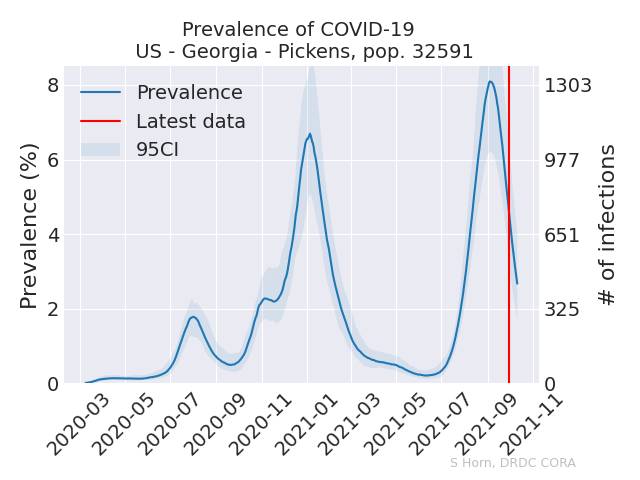 Prevalence of COVID-19
US - Georgia - Pickens, pop. 32591
Prevalence
Latest data
95CI
Prevalence (%)
8
6
4
2
0
1303
977
651
325
0
# of infections
2020-03
2020-05
2020-07
2020-09
2020-11
2021-01
2021-03
2021-05
2021-07
2021-09
2021-11
S Horn, DRDC CORA